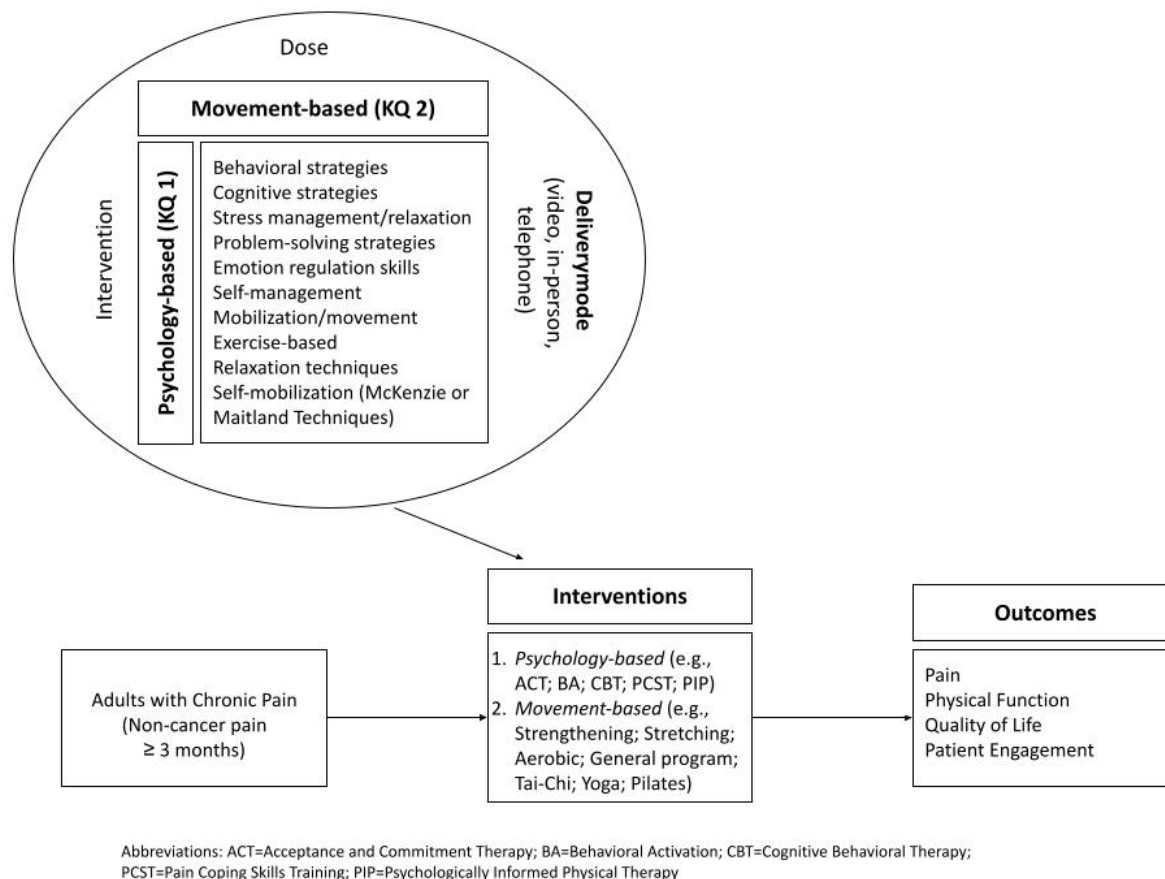 Dose
Movement-based (KQ 2)
Intervention
Psychology-based (KQ 1)
Behavioral strategies
Cognitive strategies
Stress management/relaxation
Problem-solving strategies
Emotion regulation skills
Self-management
Mobilization/movement
Exercise-based
Relaxation techniques
Self-mobilization (McKenzie or
Maitland Techniques)
Deliverymode
(video, in-person,
telephone)
Adults with Chronic Pain
(Non-cancer pain
≥ 3 months)
Interventions
1. Psychology-based (e.g.,
ACT; BA; CBT; PCST; PIP)
2. Movement-based (e.g.,
Strengthening; Stretching;
Aerobic; General program;
Tai-Chi; Yoga; Pilates)
Outcomes
Pain
Physical Function
Quality of Life
Patient Engagement
Abbreviations: ACT=Acceptance and Commitment Therapy; BA=Behavioral Activation; CBT=Cognitive Behavioral Therapy;
PCST=Pain Coping Skills Training; PIP=Psychologically Informed Physical Therapy